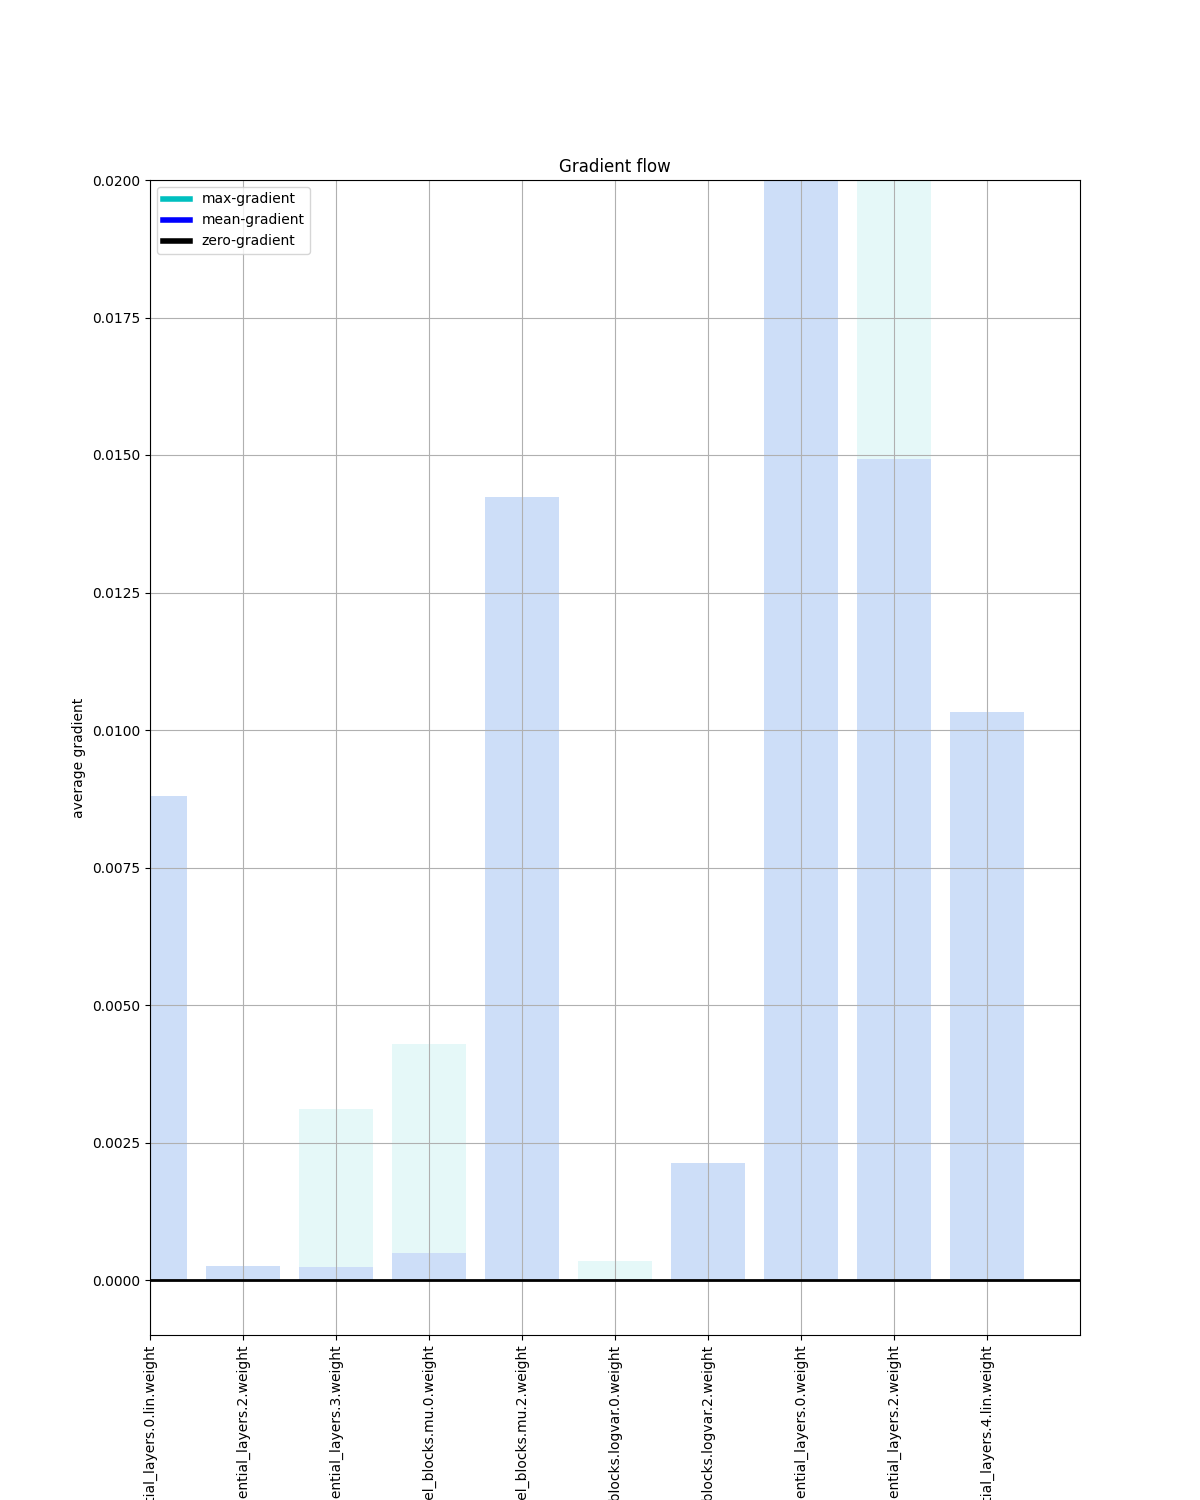 Gradient flow
max-gradient
mean-gradient
zero-gradient
0.0200
0.0175
0.0150
0.0125
0.0100
0.0075
0.0050
0.0025
0.0000
average gradient
tial_layers.0.lin.weight
ential_layers.2.weight
ential_layers.3.weight
el_blocks.mu.0.weight
el_blocks.mu.2.weight
blocks.logvar.0.weight
blocks.logvar.2.weight
ential_layers.0.weight
ential_layers.2.weight
tial_layers.4.lin.weight